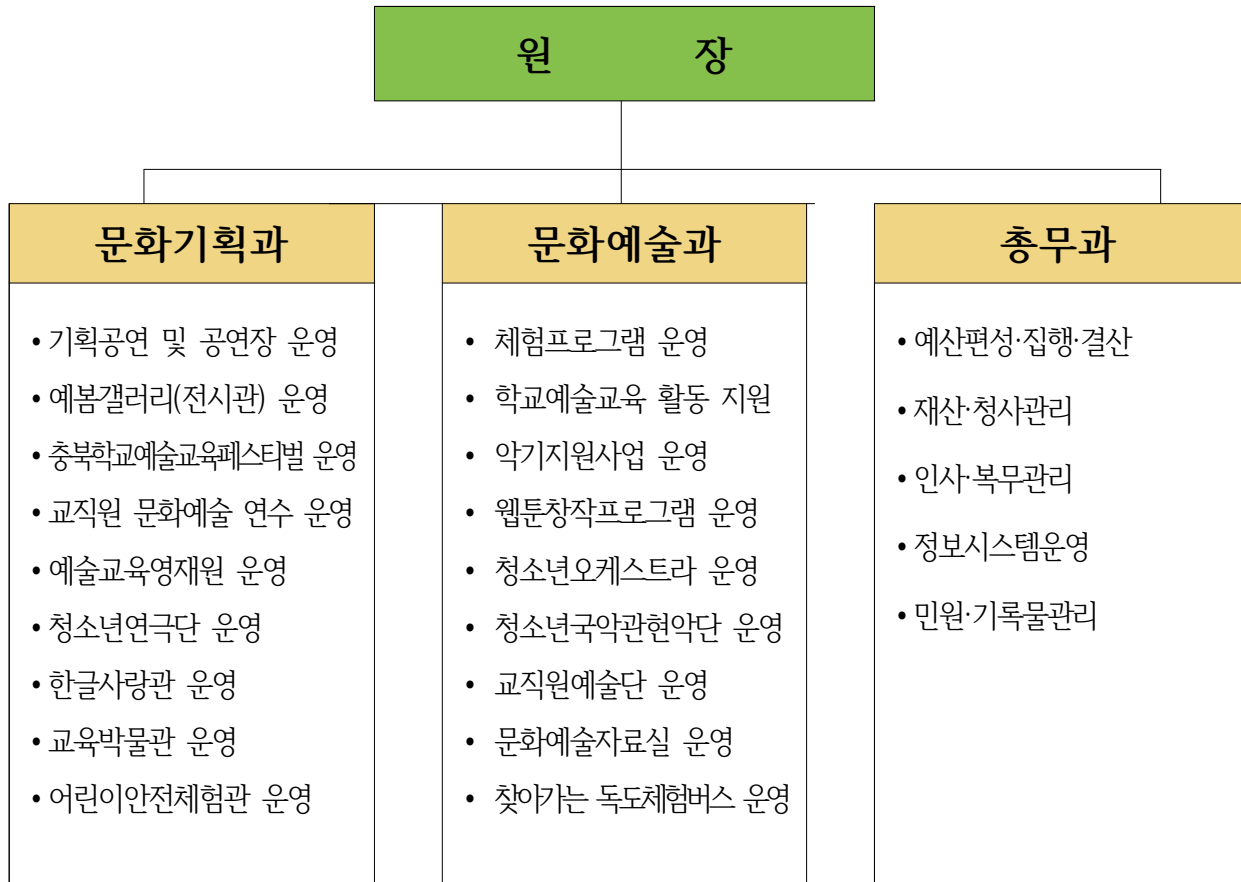 원 장
문화기획과
• 기획공연 및 공연장 운영
• 예봄갤러리(전시관) 운영
• 충북학교예술교육페스티벌 운영
• 교직원 문화예술 연수 운영
• 예술교육영재원 운영
• 청소년연극단 운영
• 한글사랑관 운영
• 교육박물관 운영
• 어린이안전체험관 운영
문화예술과
• 체험프로그램 운영
• 학교예술교육 활동 지원
• 악기지원사업 운영
• 웹툰창작프로그램 운영
• 청소년오케스트라 운영
• 청소년국악관현악단 운영
• 교직원예술단 운영
• 문화예술자료실 운영
• 찾아가는 독도체험버스 운영
총무과
• 예산편성·집행·결산
• 재산·청사관리
• 인사·복무관리
• 정보시스템운영
• 민원·기록물관리